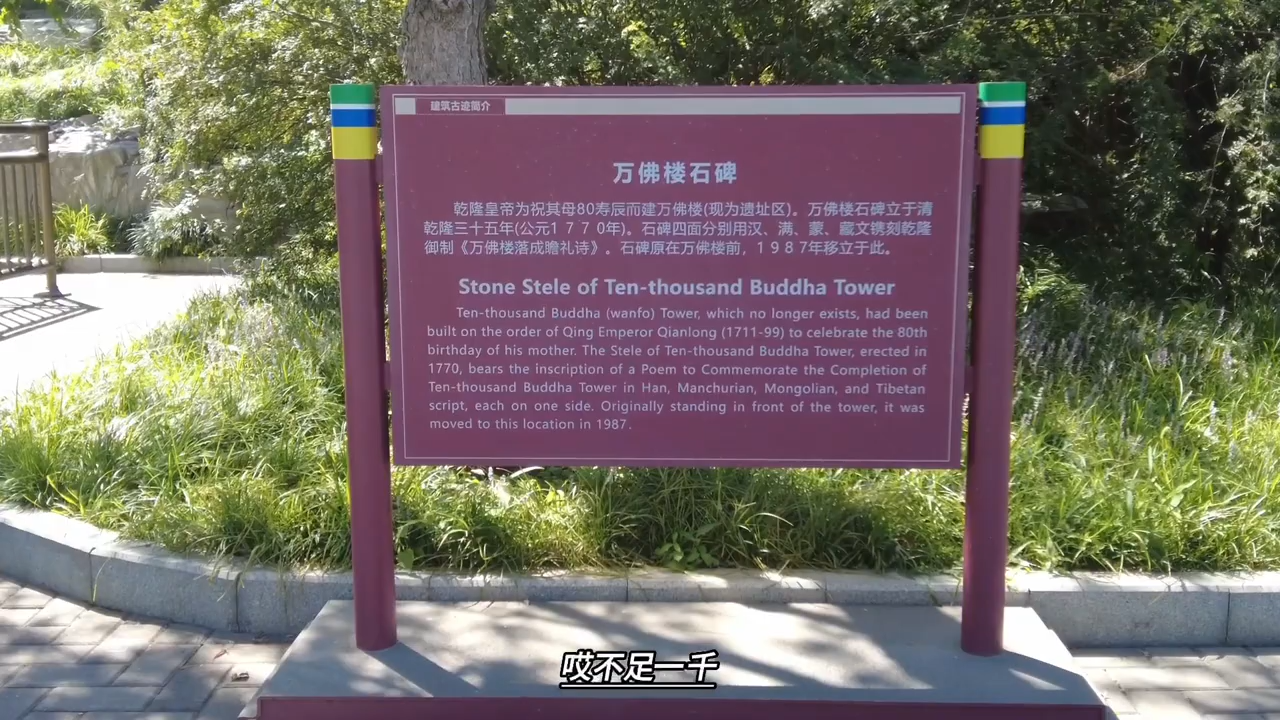 建筑古迹简介
万佛楼石碑
乾隆皇帝为祝其母80寿辰而建万佛楼(现为遗址区)。万佛楼石碑立于清
乾隆三十五年(公元1770年)。石碑四面分别用汉、满、蒙、藏文镌刻乾隆
御制《万佛楼落成瞻礼诗》。石碑原在万佛楼前，1987年移立于此。
Stone Stele of Ten-thousand Buddha Tower
Ten-thousand Buddha (wanfo) Tower, which no longer exists, had been
built on the order of Qing Emperor Qianlong (1711-99) to celebrate the 80th
birthday of his mother. The Stele of Ten-thousand Buddha Tower, erected in
1770, bears the inscription of a Poem to Commemorate the Completion of
Ten-thousand Buddha Tower in Han, Manchurian, Mongolian, and Tibetan
script, each on one side. Originally standing in front of the tower, it was
moved to this location in 1987.
哎不足一千